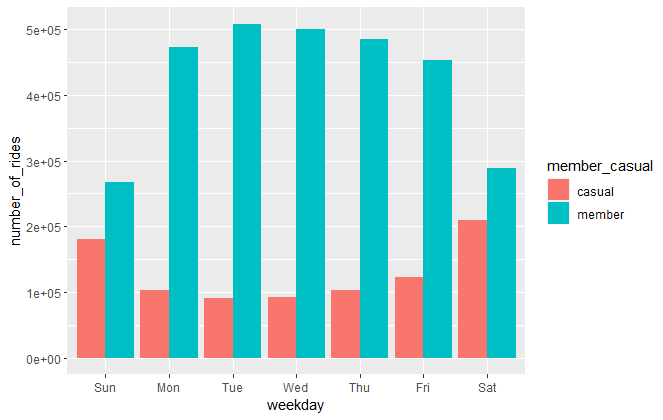 5e+05
4e+05
3e+05
2e+05
1e+05
0e+00
number_of_rides
Sun Mon Tue Wed Thu Fri Sat
weekday
member_casual
casual
member